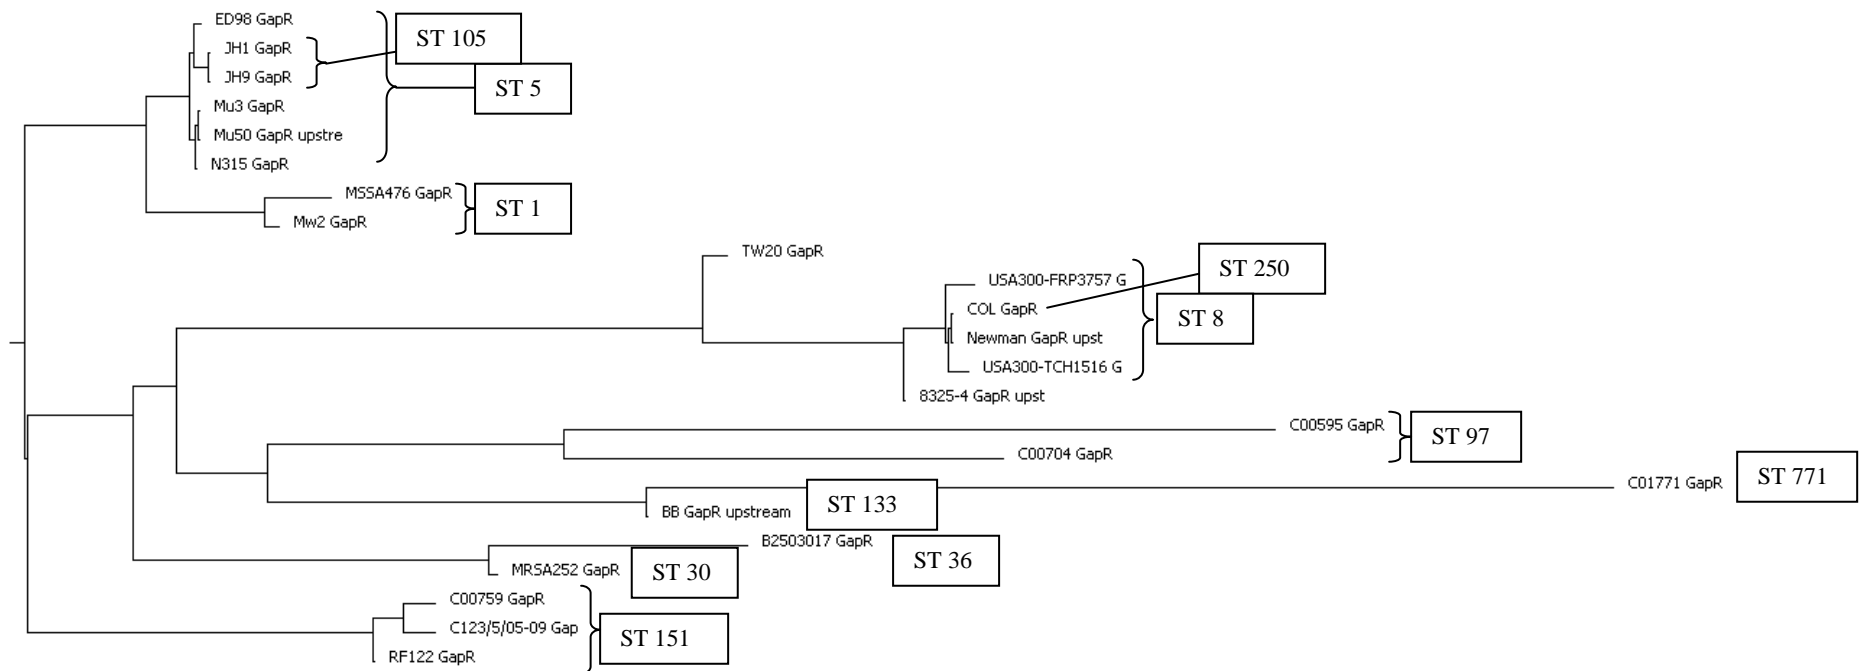 ED98 GapR
ST 105
JH1 GapR
JH9 GapR
ST 5
Mu3 GapR
Mu50 GapR upstre
N315 GapR
MSSA476 GapR
ST 1
Mw2 GapR
TW20 GapR
ST 250
USA300-FRP3757 G
COL GapR
ST 8
Newman GapR upst
USA300-TCH1516 G
8325-4 GapR upst
C00595 GapR
ST 97
C00704 GapR
ST 771
C01771 GapR
ST 133
BB GapR upstream
B2503017 GapR
ST 36
MRSA252 GapR
ST 30
C00759 GapR
C123/5/05-09 Gap
ST 151
RF122 GapR